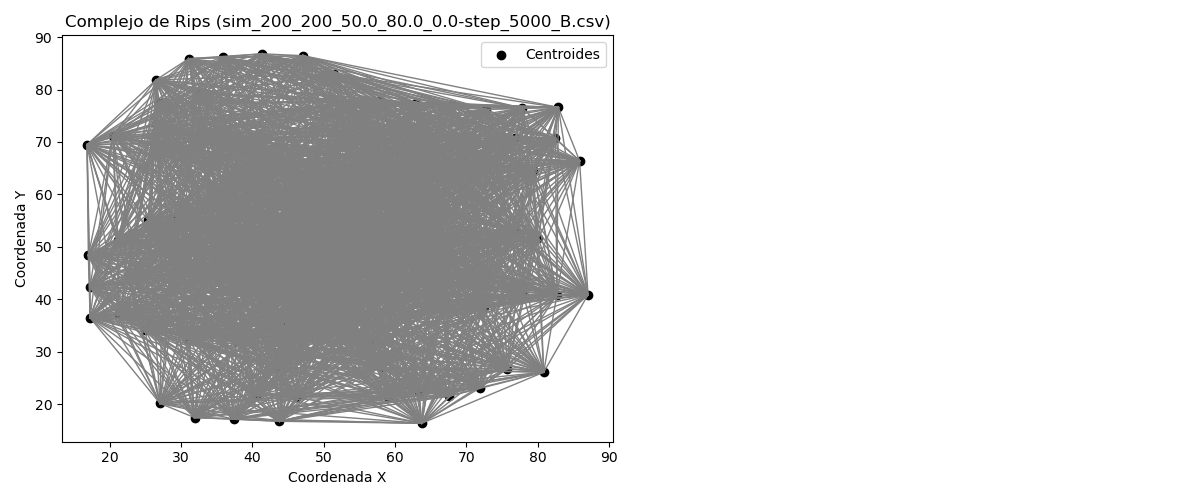 Complejo de Rips (sim_200_200_50.0_80.0_0.0-step_5000_B.csv)
Centroides
90
80
70
60
50
40
30
20
Coordenada Y
20 30 40 50 60 70 80 90
Coordenada X